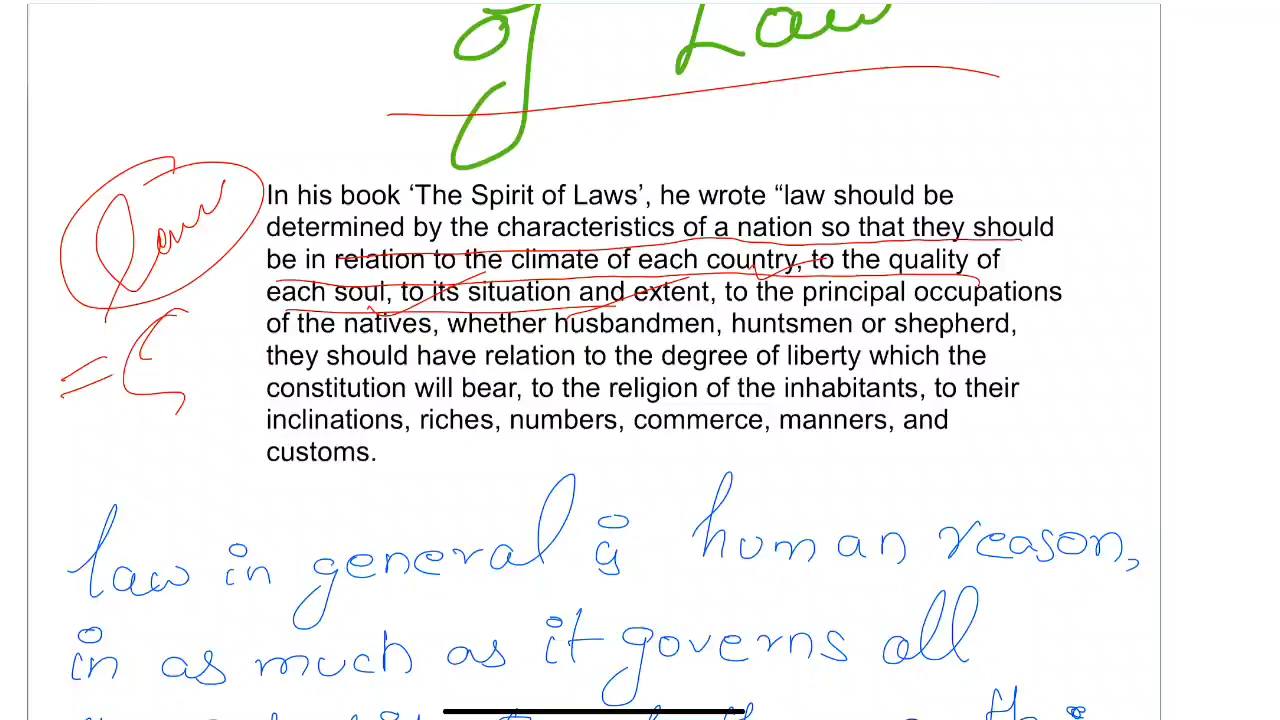 of Law
In his book ‘The Spirit of Laws’, he wrote “law should be
determined by the characteristics of a nation so that they should
be in relation to the climate of each country, to the quality of
each soul, to its situation and extent, to the principal occupations
of the natives, whether husbandmen, huntsmen or shepherd,
they should have relation to the degree of liberty which the
constitution will bear, to the religion of the inhabitants, to their
inclinations, riches, numbers, commerce, manners, and
customs.
law
law in general is human reason,
in as much as it governs all